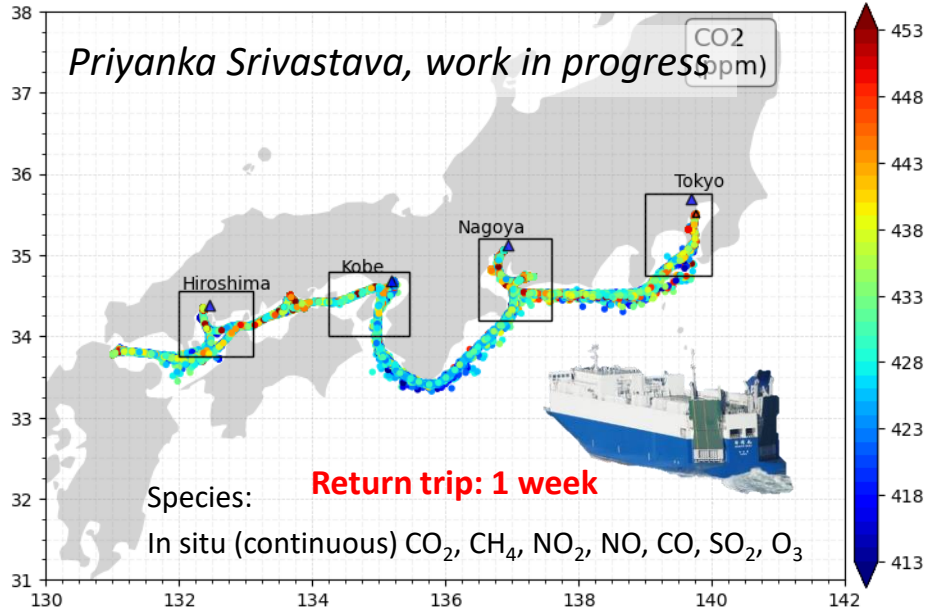 Priyanka Srivastava, work in progress
CO2
(ppm)
453
448
443
433
428
423
418
413
38
37
36
35
34
33
32
31
130
132
134
136
138
140
142
Tokyo
Nagoya
Kobe
Hiroshima
Return trip: 1 week
Species:
In situ (continuous) CO₂, CH₄, NO₂, NO, CO, SO₂, O₃